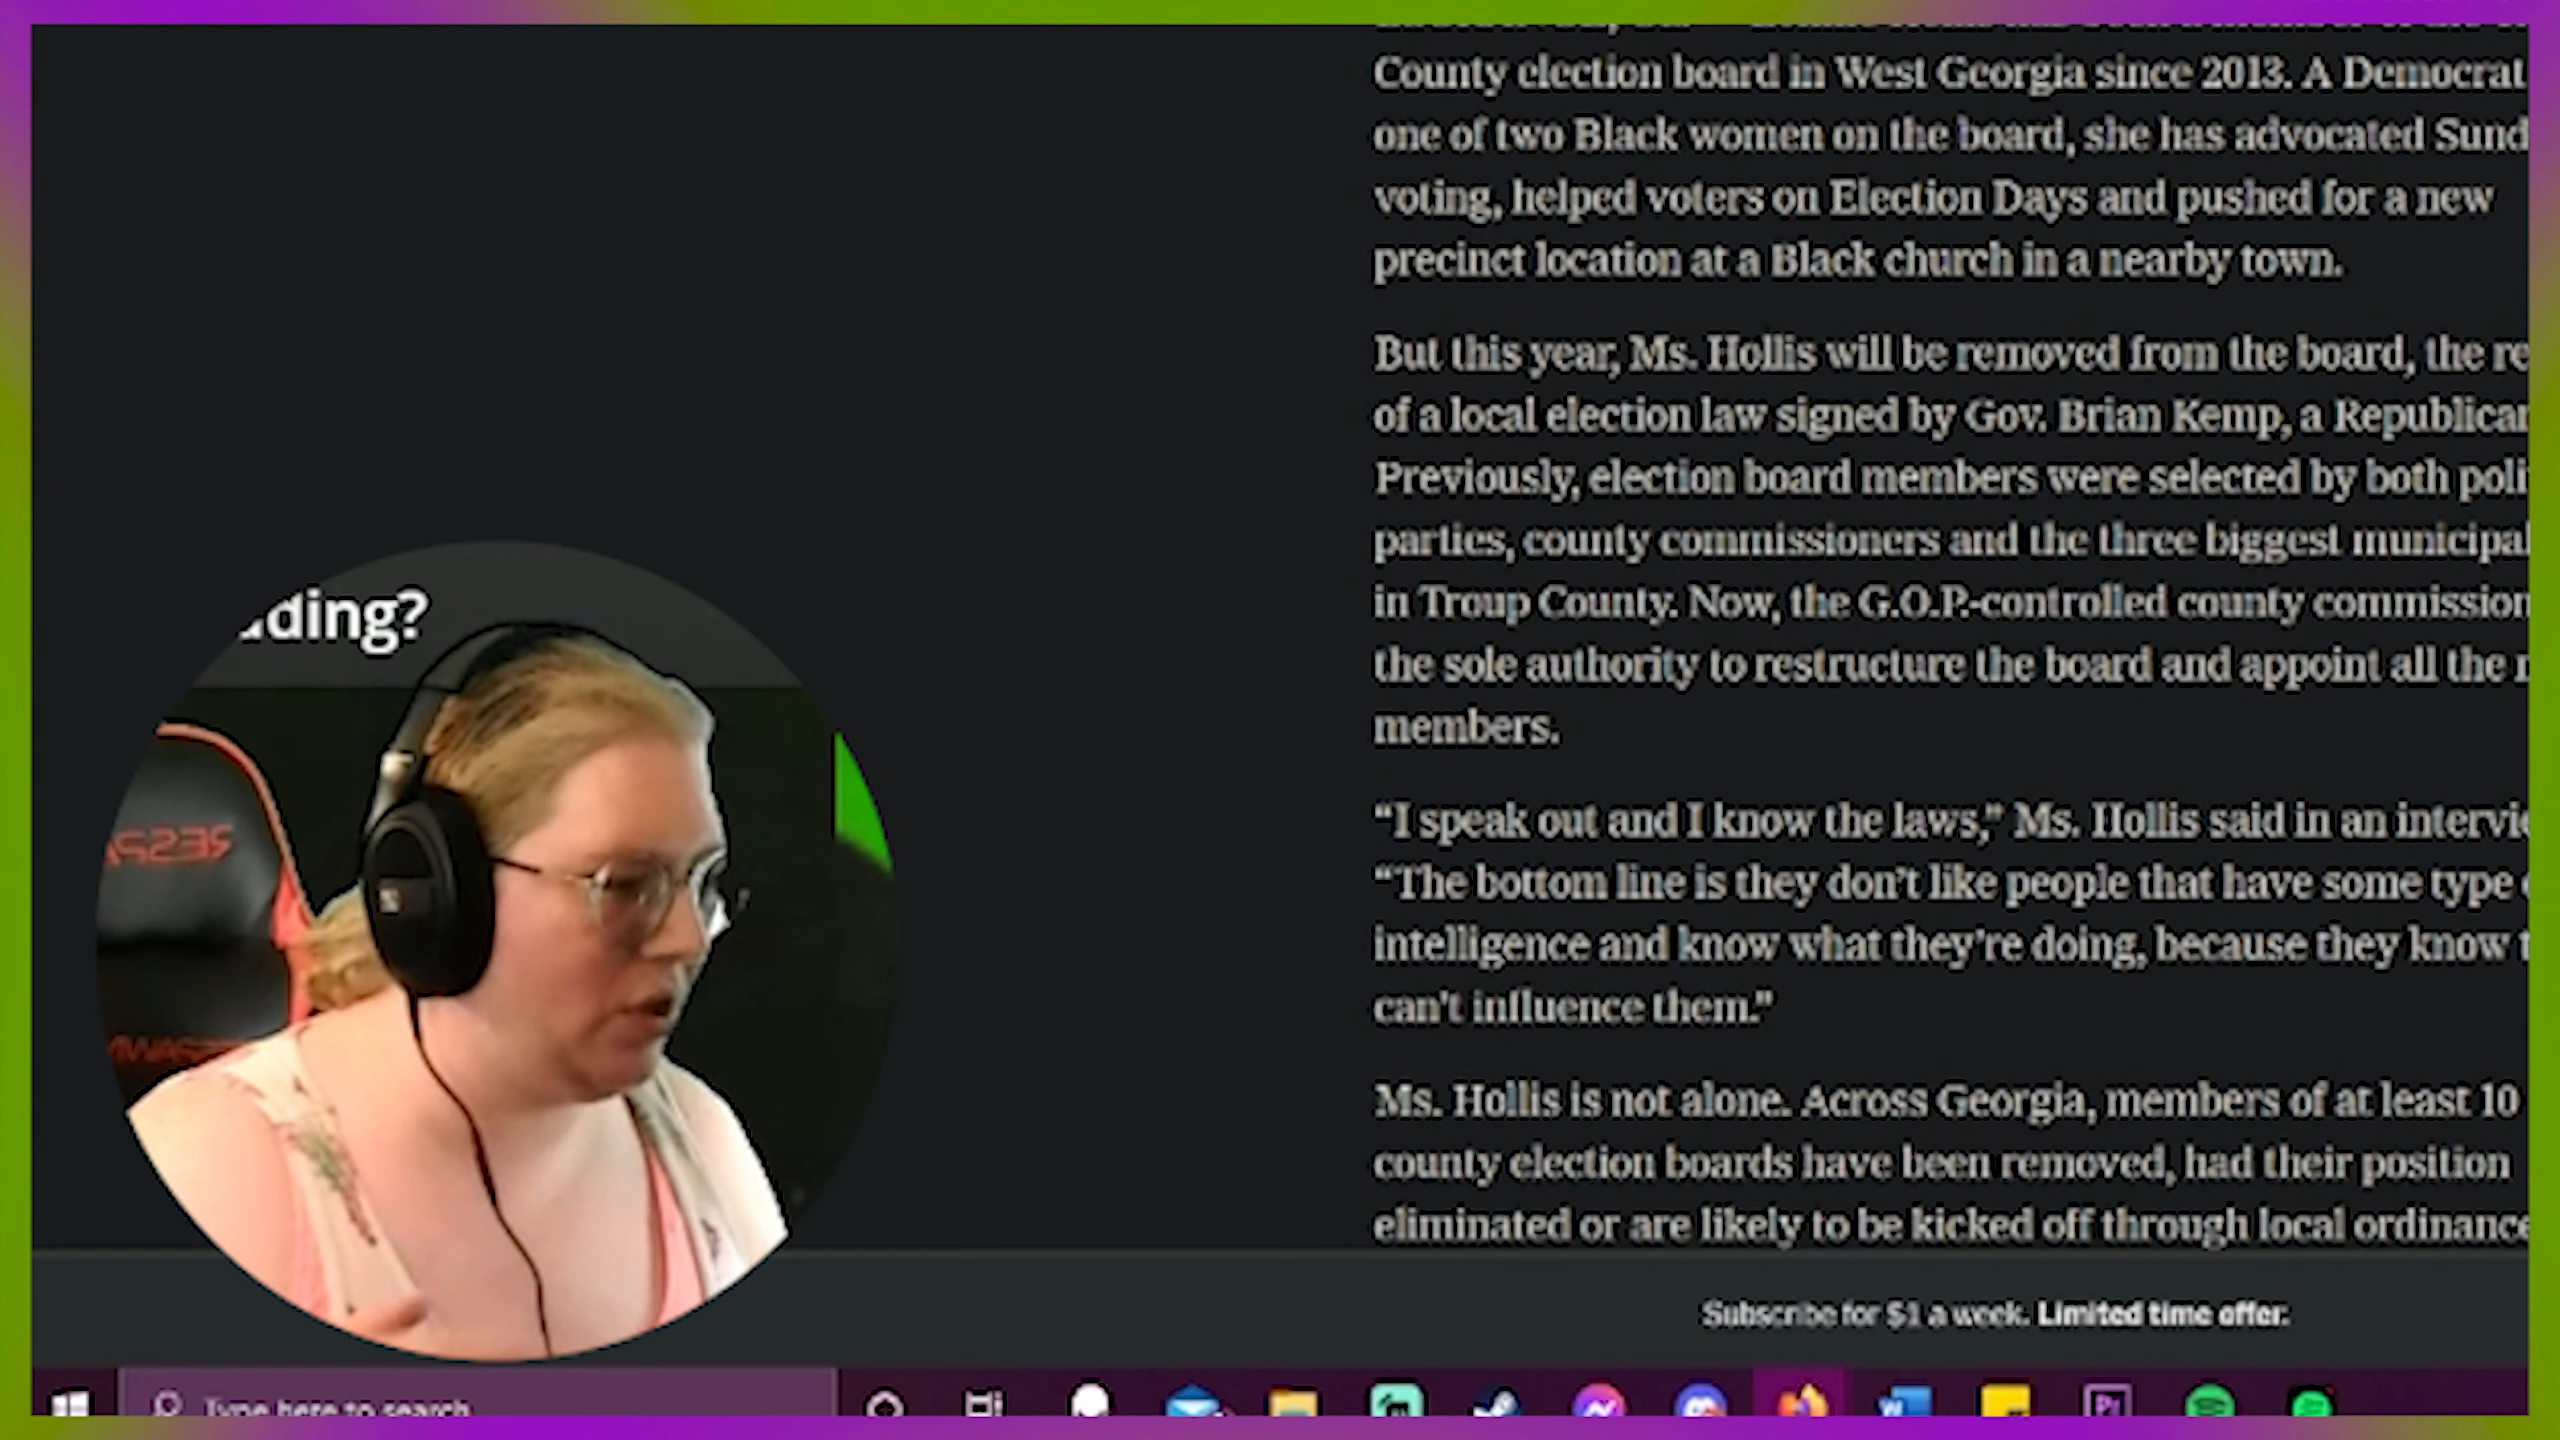 County election board in West Georgia since 2013. A Democrat
one of two Black women on the board, she has advocated Sund
voting, helped voters on Election Days and pushed for a new
precinct location at a Black church in a nearby town.
But this year, Ms. Hollis will be removed from the board, the re
of a local election law signed by Gov. Brian Kemp, a Republican
Previously, election board members were selected by both poli
parties, county commissioners and the three biggest municipal
in Troup County. Now, the G.O.P.-controlled county commission
the sole authority to restructure the board and appoint all the
members.
“I speak out and I know the laws,” Ms. Hollis said in an intervi
“The bottom line is they don’t like people that have some type
intelligence and know what they’re doing, because they know t
can’t influence them.”
Ms. Hollis is not alone. Across Georgia, members of at least 10
county election boards have been removed, had their position
eliminated or are likely to be kicked off through local ordinance
ding?
Subscribe for $1 a week. Limited time offer.
Type here to search